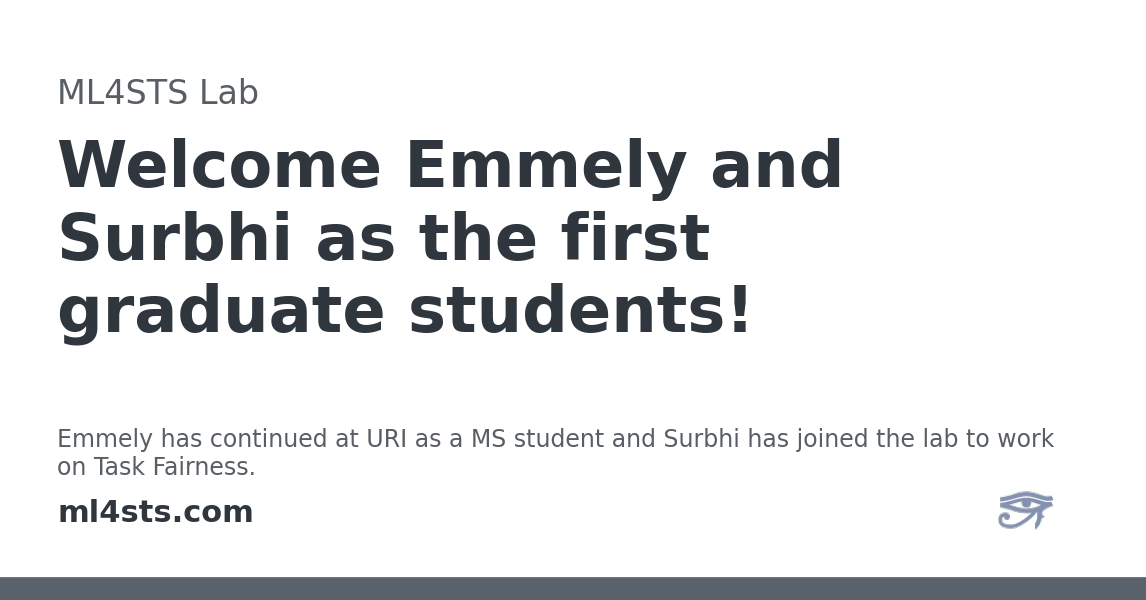 ML4STS Lab
Welcome Emmely and
Surbhi as the first
graduate students!
Emmely has continued at URI as a MS student and Surbhi has joined the lab to work
on Task Fairness.
ml4sts.com